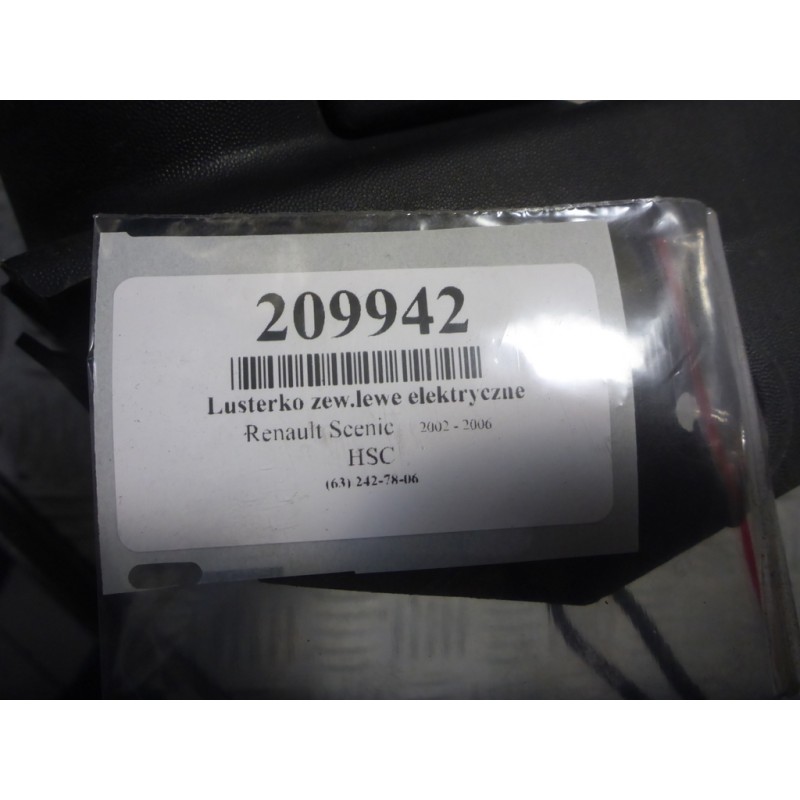 209942
Lusterko zew.lewe elektryczne
Renault Scenic 2002 - 2006
HSC
(63) 242-78-06